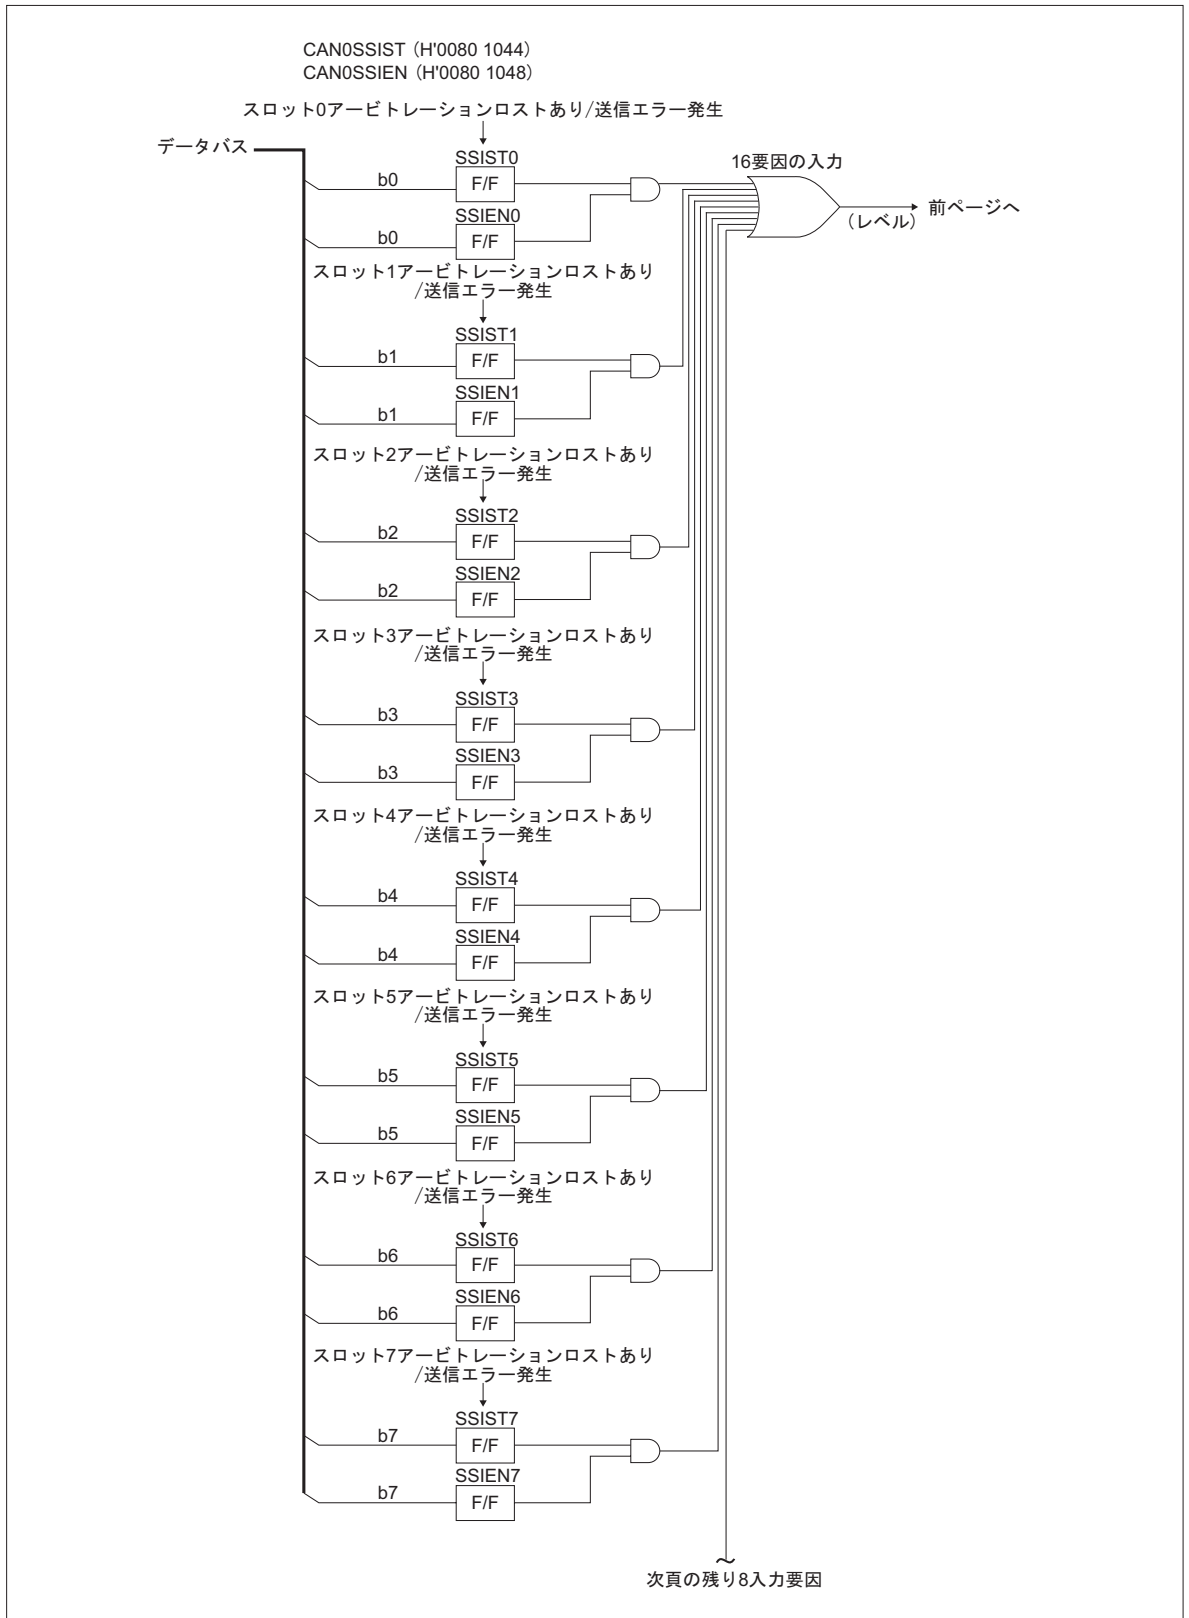 CAN0SSIST（H'0080 1044）
CAN0SSIEN（H'0080 1048）
スロット0アービトレーションロストあり/送信エラー発生
データバス
16要因の入力
SSIST0
b0
F/F
（レベル）
前ページへ
SSIEN0
b0
F/F
スロット1アービトレーションロストあり
/送信エラー発生
SSIST1
b1
F/F
SSIEN1
b1
F/F
スロット2アービトレーションロストあり
/送信エラー発生
SSIST2
b2
F/F
SSIEN2
b2
F/F
スロット3アービトレーションロストあり
/送信エラー発生
SSIST3
b3
F/F
SSIEN3
b3
F/F
スロット4アービトレーションロストあり
/送信エラー発生
SSIST4
b4
F/F
SSIEN4
b4
F/F
スロット5アービトレーションロストあり
/送信エラー発生
SSIST5
b5
F/F
SSIEN5
b5
F/F
スロット6アービトレーションロストあり
/送信エラー発生
SSIST6
b6
F/F
SSIEN6
b6
F/F
スロット7アービトレーションロストあり
/送信エラー発生
SSIST7
b7
F/F
SSIEN7
b7
F/F
次頁の残り8入力要因